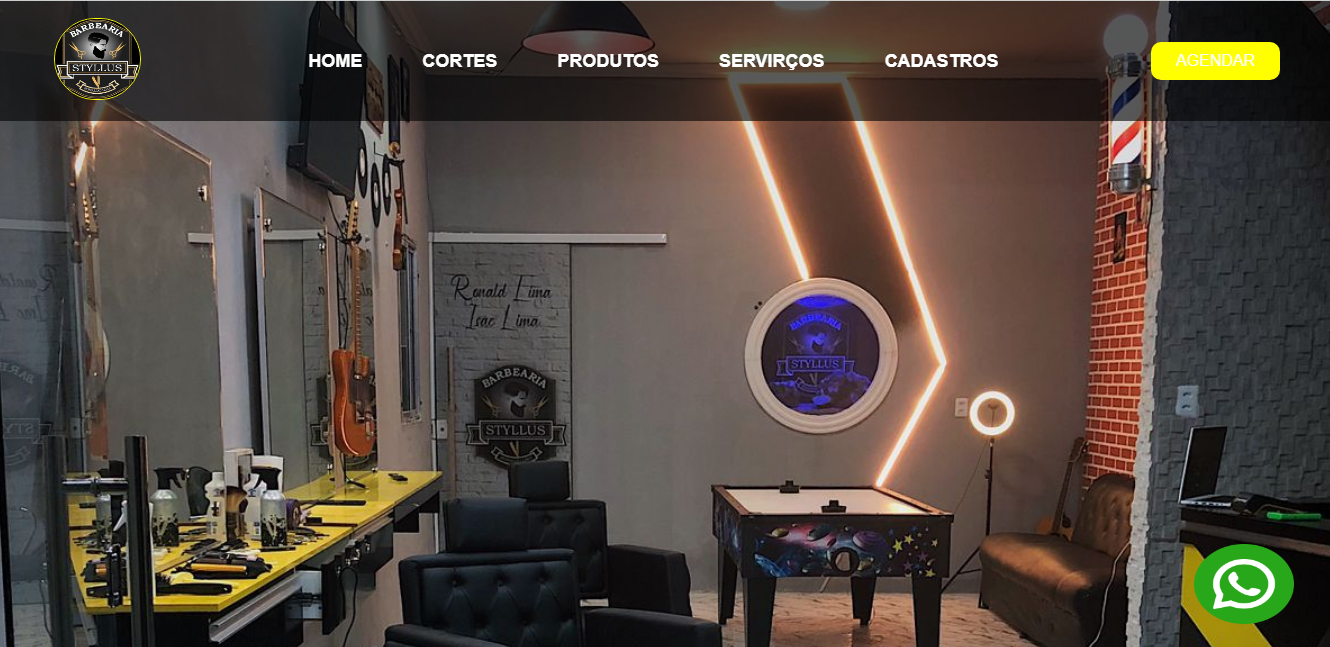 BARBEARIA
STYLLUS
HOME
CORTES
PRODUTOS
SERVIRÇOS
CADASTROS
AGENDAR
Ronald Lima
Isac Lima
BARBEARIA
STYLLUS
BARBEARIA
STYLLUS